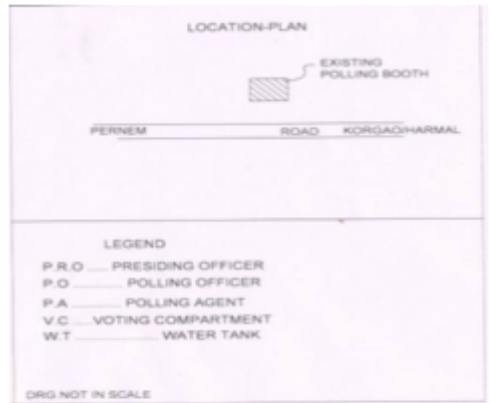 LOCATION-PLAN
EXISTING
POLLING BOOTH
PERNEM ROAD KORGAO/HARMAL
LEGEND
P.R.O ..... PRESIDING OFFICER
P.O ............. POLLING OFFICER
P.A ............. POLLING AGENT
V.C .... VOTING COMPARTMENT
W.T ..................... WATER TANK
DRG.NOT IN SCALE